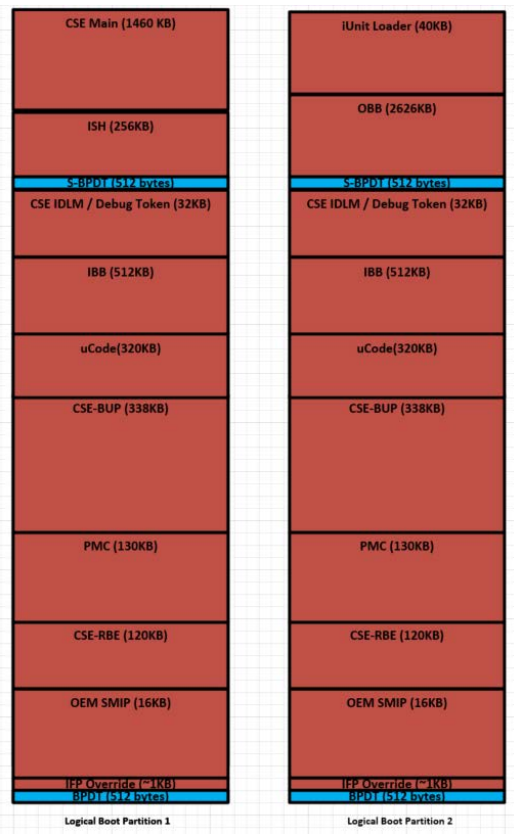 CSE Main (1460 KB)
ISH (256KB)
S-BPDT (512 bytes)
CSE IDLM / Debug Token (32KB)
IBB (512KB)
uCode(320KB)
CSE-BUP (338KB)
PMC (130KB)
CSE-RBE (120KB)
OEM SMIP (16KB)
IFP Override (~1KB)
BPDT (512 bytes)
Logical Boot Partition 1
iUnit Loader (40KB)
OBB (2626KB)
S-BPDT (512 bytes)
CSE IDLM / Debug Token (32KB)
IBB (512KB)
uCode(320KB)
CSE-BUP (338KB)
PMC (130KB)
CSE-RBE (120KB)
OEM SMIP (16KB)
IFP Override (~1KB)
BPDT (512 bytes)
Logical Boot Partition 2